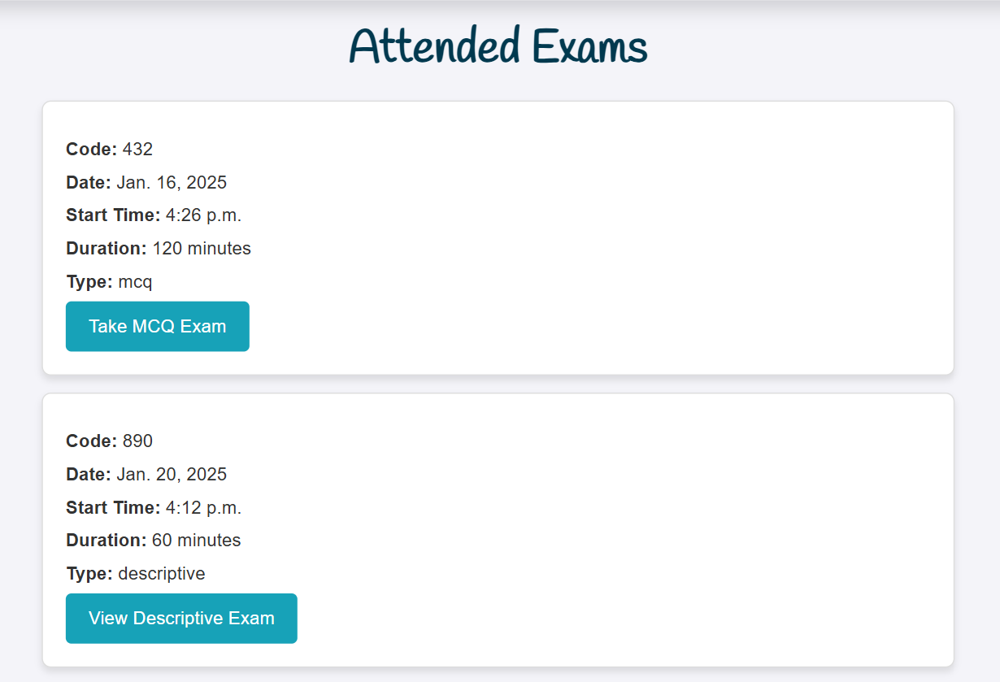 Attended Exams
Code: 432
Date: Jan. 16, 2025
Start Time: 4:26 p.m.
Duration: 120 minutes
Type: mcq
Take MCQ Exam
Code: 890
Date: Jan. 20, 2025
Start Time: 4:12 p.m.
Duration: 60 minutes
Type: descriptive
View Descriptive Exam